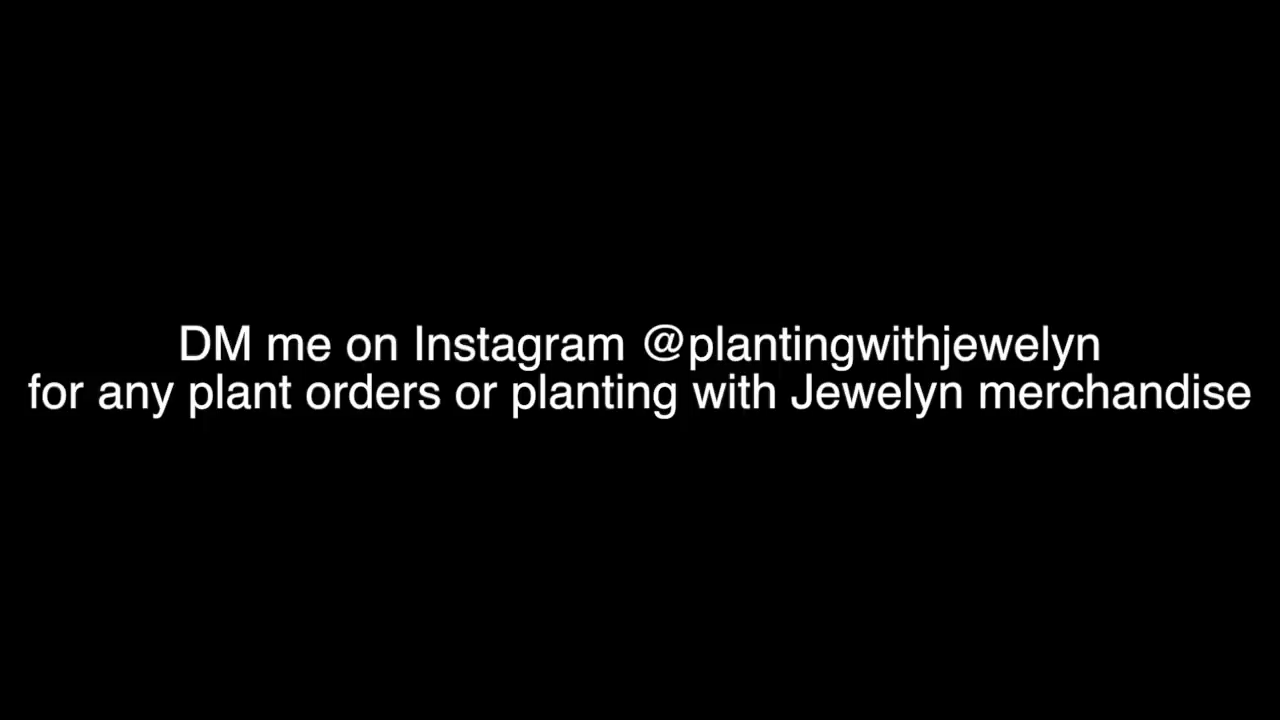 DM me on Instagram @plantingwithjewelyn
for any plant orders or planting with Jewelyn merchandise